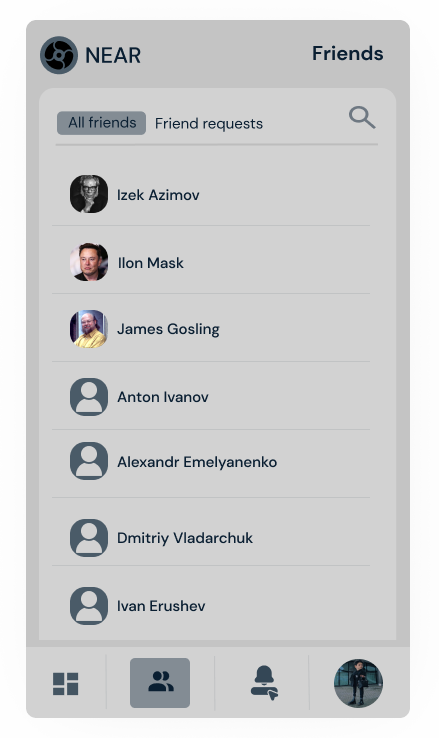 NEAR
Friends
All friends Friend requests
Izek Azimov
Ilon Mask
James Gosling
Anton Ivanov
Alexandr Emelyanenko
Dmitriy Vladarchuk
Ivan Erushev